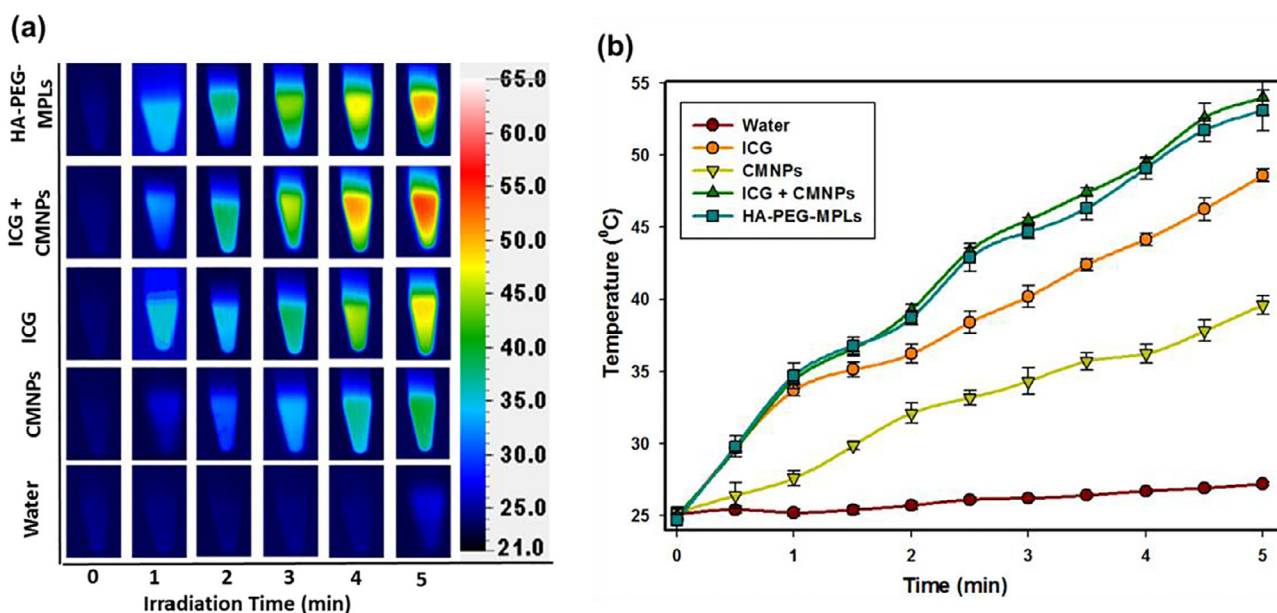 (a)
HA-PEG-
MPLs
ICG +
CMNPs
ICG
CMNPs
Water
65.0
60.0
55.0
50.0
45.0
40.0
35.0
30.0
25.0
21.0
0 1 2 3 4 5
Irradiation Time (min)
(b)
Water
ICG
CMNPs
ICG + CMNPs
HA-PEG-MPLs
Temperature (⁰C)
55
50
45
40
35
30
25
0 1 2 3 4 5
Time (min)